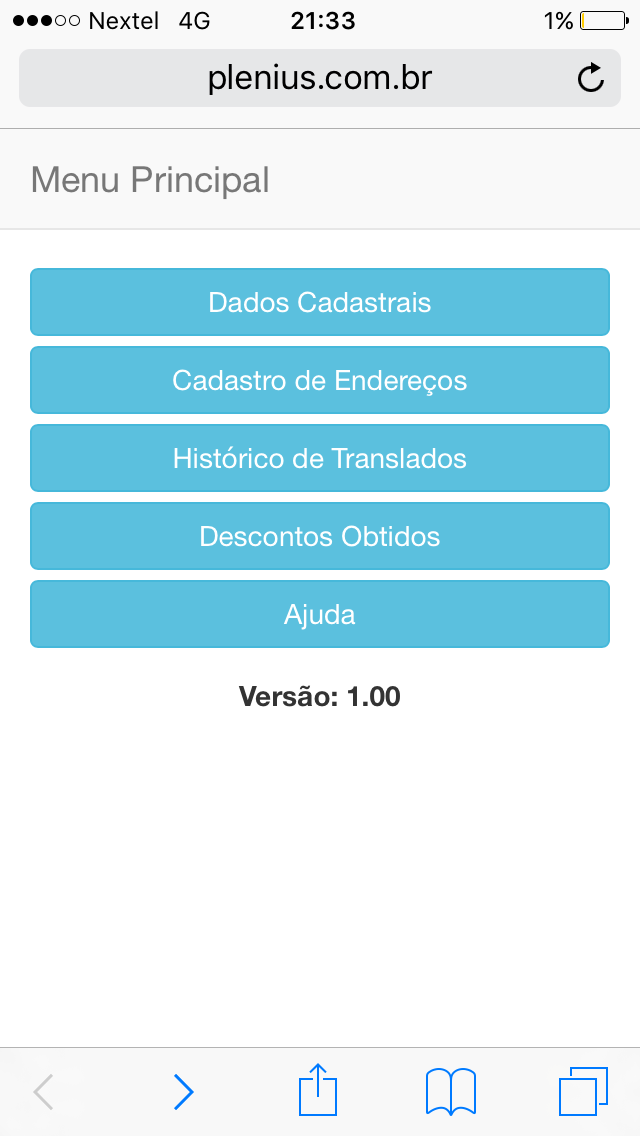 Nextel 4G 21:33 1%
plenius.com.br
Menu Principal
Dados Cadastrais
Cadastro de Endereços
Histórico de Translados
Descontos Obtidos
Ajuda
Versão: 1.00